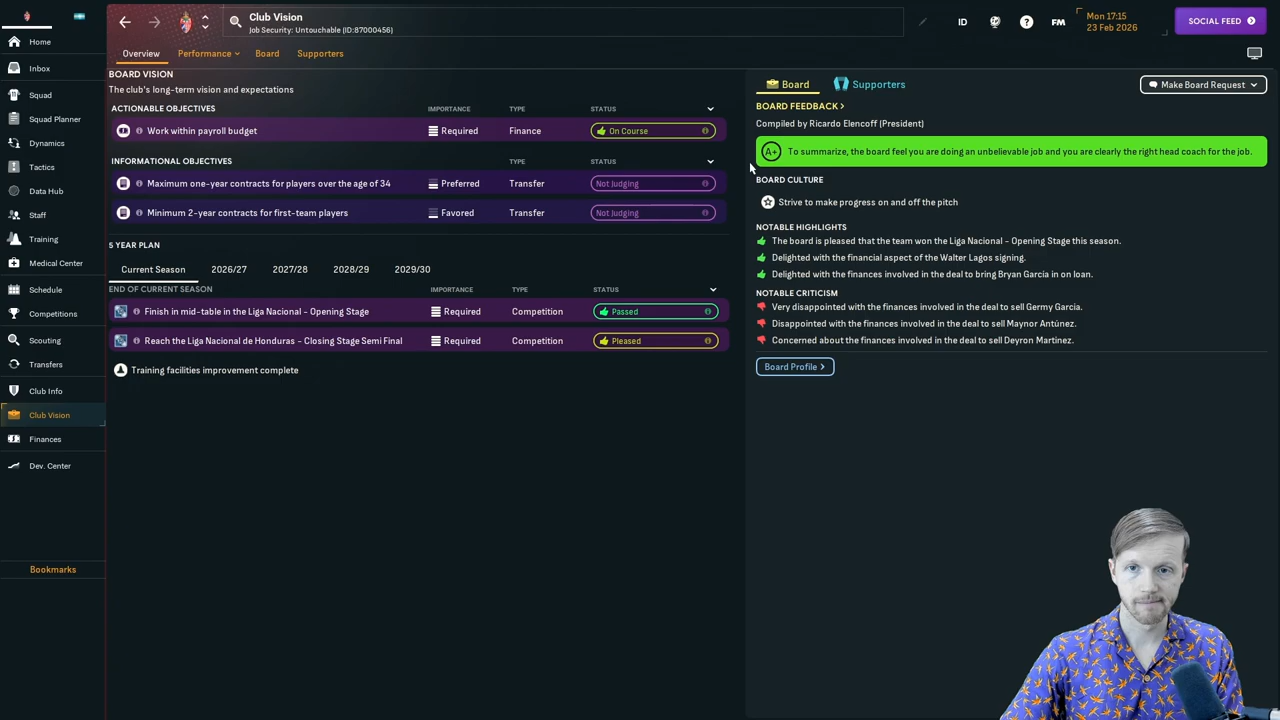 Club Vision
Job Security: Untouchable (ID:87000456)
ID
FM
Mon 17:15
23 Feb 2026
SOCIAL FEED
Home
Inbox
Squad
Squad Planner
Dynamics
Tactics
Data Hub
Staff
Training
Medical Center
Schedule
Competitions
Scouting
Transfers
Club Info
Club Vision
Finances
Dev. Center
Bookmarks
Overview Performance Board Supporters
BOARD VISION
The club's long-term vision and expectations
ACTIONABLE OBJECTIVES IMPORTANCE TYPE STATUS
Work within payroll budget Required Finance On Course
INFORMATIONAL OBJECTIVES TYPE STATUS
Maximum one-year contracts for players over the age of 34 Preferred Transfer Not Judging
Minimum 2-year contracts for first-team players Favored Transfer Not Judging
5 YEAR PLAN
Current Season 2026/27 2027/28 2028/29 2029/30
END OF CURRENT SEASON IMPORTANCE TYPE STATUS
Finish in mid-table in the Liga Nacional - Opening Stage Required Competition Passed
Reach the Liga Nacional de Honduras - Closing Stage Semi Final Required Competition Pleased
Training facilities improvement complete
Board Supporters Make Board Request
BOARD FEEDBACK >
Compiled by Ricardo Elencoff (President)
A+ To summarize, the board feel you are doing an unbelievable job and you are clearly the right head coach for the job.
BOARD CULTURE
Strive to make progress on and off the pitch
NOTABLE HIGHLIGHTS
The board is pleased that the team won the Liga Nacional - Opening Stage this season.
Delighted with the financial aspect of the Walter Lagos signing.
Delighted with the finances involved in the deal to bring Bryan García in on loan.
NOTABLE CRITICISM
Very disappointed with the finances involved in the deal to sell Germy García.
Disappointed with the finances involved in the deal to sell Maynor Antúnez.
Concerned about the finances involved in the deal to sell Deyron Martínez.
Board Profile >